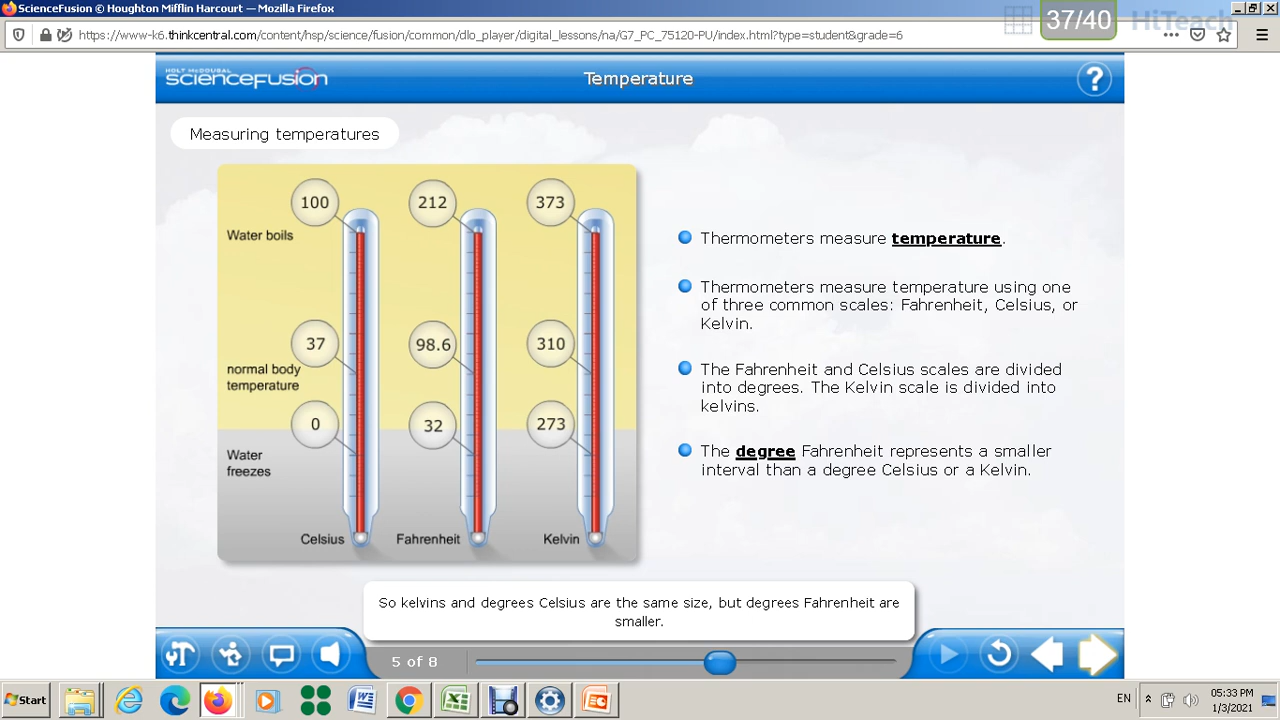 ScienceFusion © Houghton Mifflin Harcourt — Mozilla Firefox
37/40
HiTeach
https://www-k6.thinkcentral.com/content/hsp/science/fusion/common/_player/digital_lessons/na/G7_PC_75120-PU/index.html?type=student&grade=6
HOLT McDOUGAL
SCIENCEFUSION
Temperature
?
Measuring temperatures
100
212
373
Water boils
37
98.6
310
normal body
temperature
0
32
273
Water
freezes
Celsius
Fahrenheit
Kelvin
Thermometers measure temperature.
Thermometers measure temperature using one
of three common scales: Fahrenheit, Celsius, or
Kelvin.
The Fahrenheit and Celsius scales are divided
into degrees. The Kelvin scale is divided into
kelvins.
The degree Fahrenheit represents a smaller
interval than a degree Celsius or a Kelvin.
So kelvins and degrees Celsius are the same size, but degrees Fahrenheit are
smaller.
5 of 8
Start
EN
05:33 PM
1/3/2021